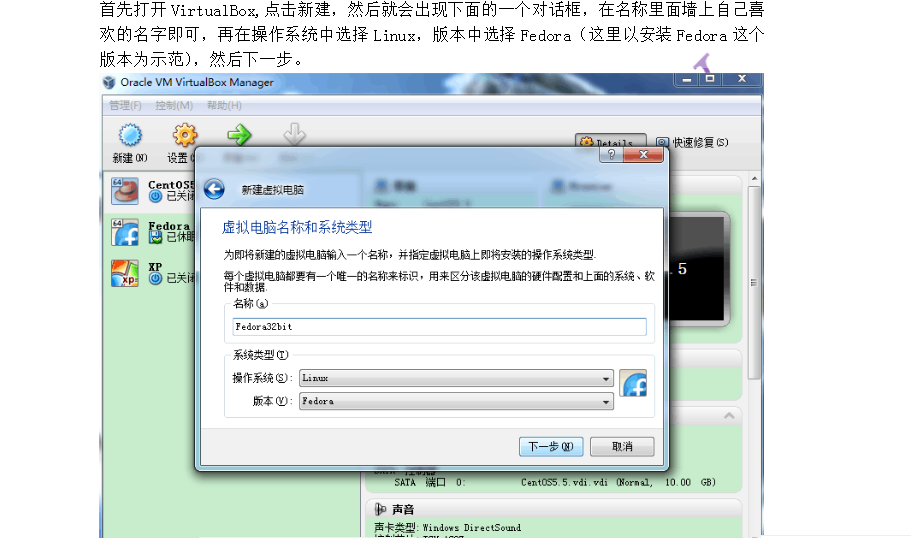 首先打开 VirtualBox,点击新建，然后就会出现下面的一个对话框，在名称里面墙上自己喜
欢的名字即可，再在操作系统中选择 Linux，版本中选择 Fedora（这里以安装 Fedora 这个
版本为示范），然后下一步。
Oracle VM VirtualBox Manager
管理(F) 控制(M) 帮助(H)
新建(N) 设置 Details 快速修复(S)
64 CentOS5
已关闭
64 Fedora
已休眠
XP
已关闭
新建虚拟电脑
虚拟电脑名称和系统类型
为即将新建的虚拟电脑输入一个名称，并指定虚拟电脑上即将安装的操作系统类型.
每个虚拟电脑都要有一个唯一的名称来标识，用来区分该虚拟电脑的硬件配置和上面的系统、软
件和数据.
名称(a)
Fedora32bit
系统类型(T)
操作系统(S): Linux
版本(V): Fedora
下一步(N) 取消
.5
SATA 端口 0: CentOS5.5.vdi.vdi (Normal, 10.00 GB)
声音
声卡类型: Windows DirectSound